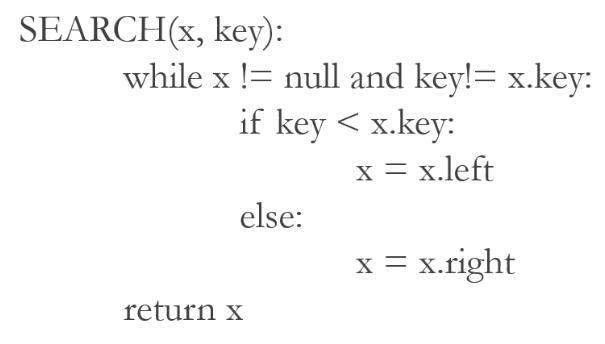 SEARCH(x, key):
while x != null and key!= x.key:
if key < x.key:
x = x.left
else:
x = x.right
return x